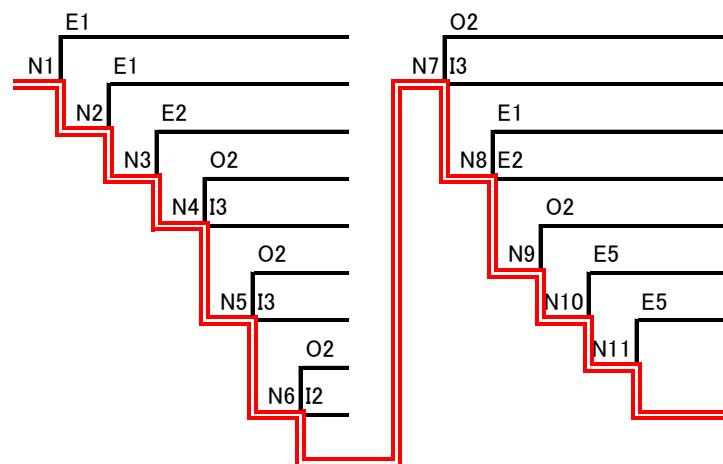 E1
N1
E1
N2
E2
N3
O2
N4 I3
O2
N5 I3
O2
N6 I2
O2
N7 I3
E1
N8 E2
O2
N9
E5
N10
E5
N11